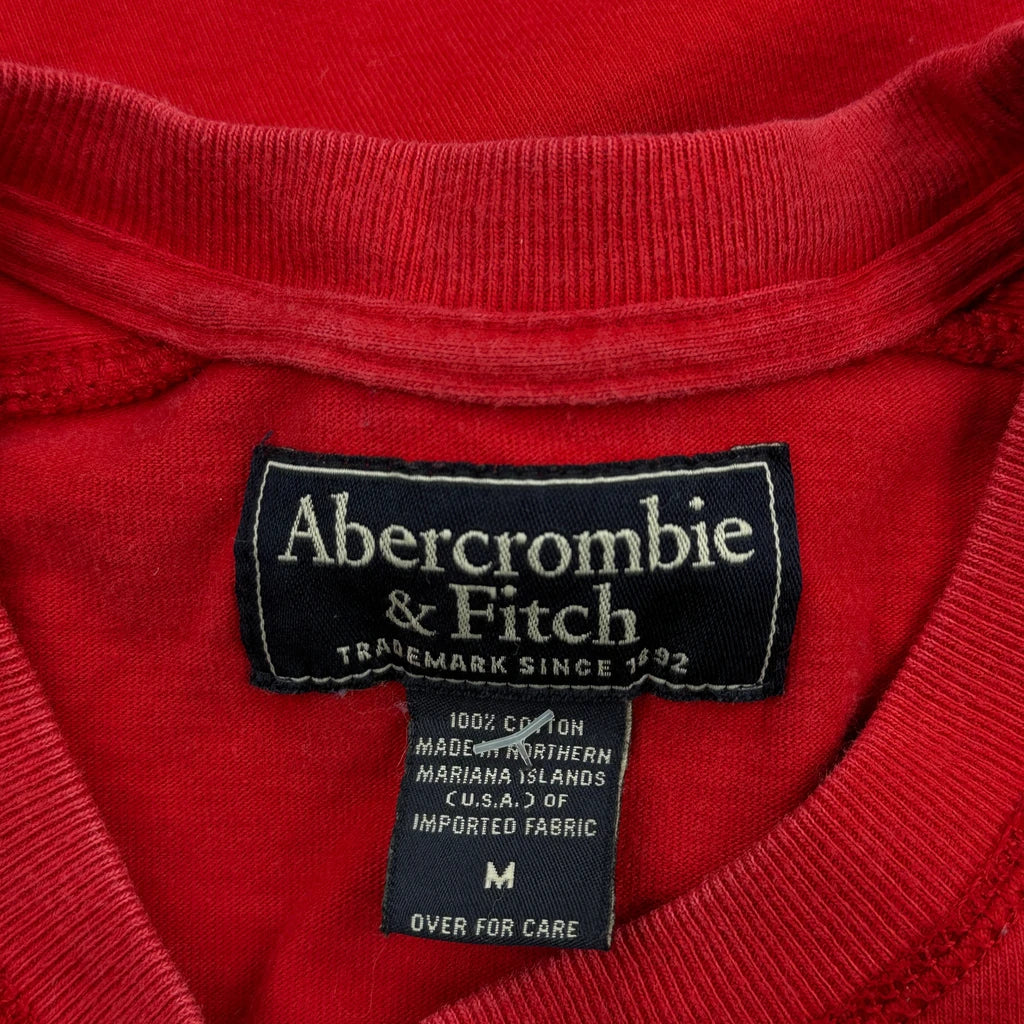 Abercrombie
& Fitch
TRADEMARK SINCE 1892
100% COTTON
MADE IN NORTHERN
MARIANA ISLANDS
(U.S.A.) OF
IMPORTED FABRIC
M
OVER FOR CARE